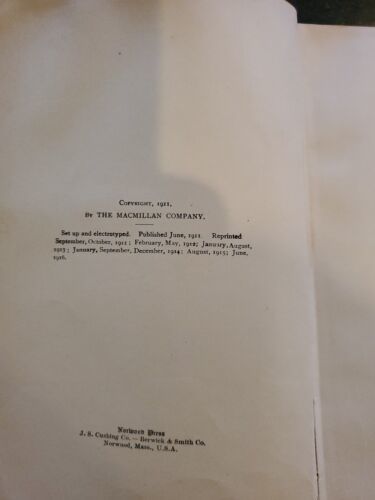 Copyright, 1911,
By THE MACMILLAN COMPANY.
Set up and electrotyped. Published June, 1911. Reprinted
September, October, 1911; February, May, 1912; January, August,
1913; January, September, December, 1914; August, 1915; June,
1916.
Norwood Press
J. S. Cushing Co. — Berwick & Smith Co.
Norwood, Mass., U.S.A.